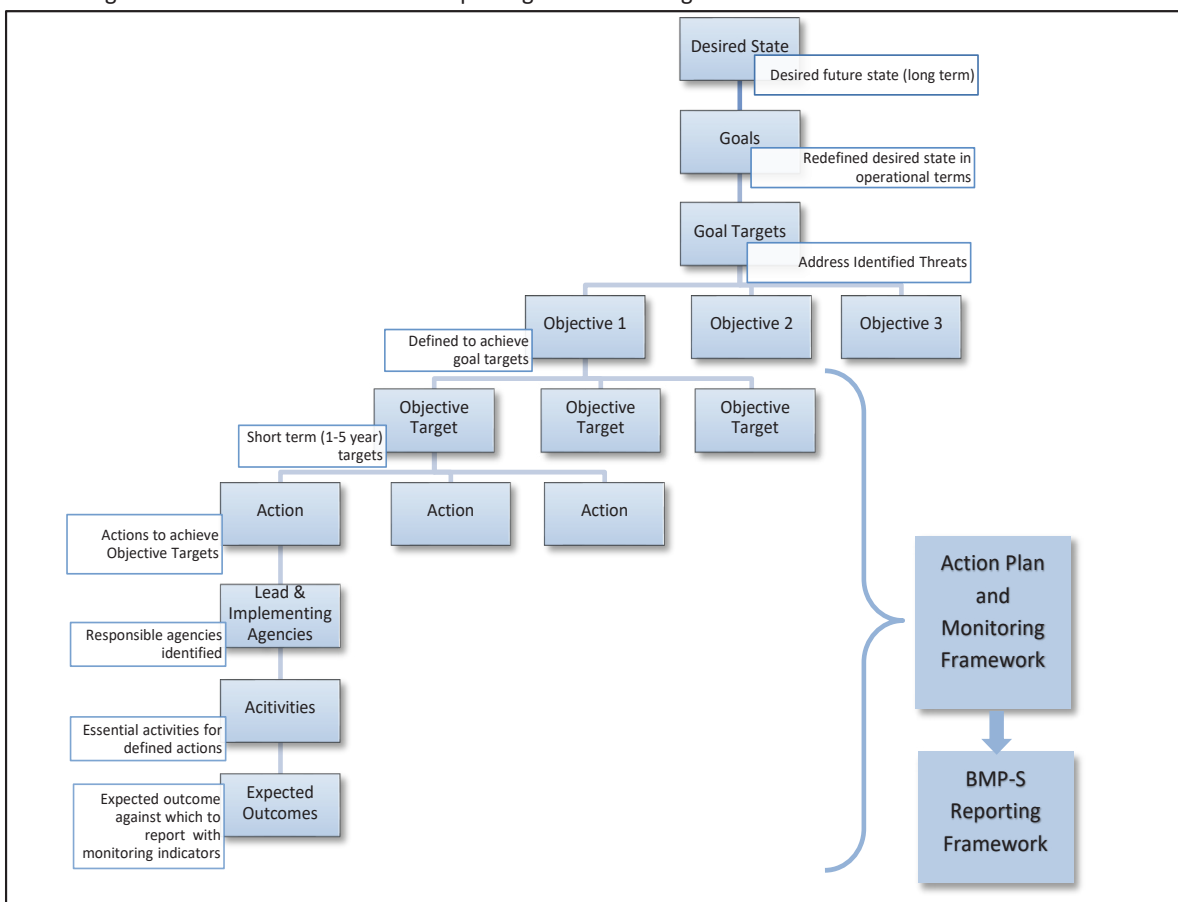 Desired State
Desired future state (long term)
Goals
Redefined desired state in
operational terms
Goal Targets
Address Identified Threats
Objective 1
Objective 2
Objective 3
Defined to achieve
goal targets
Objective
Target
Objective
Target
Objective
Target
Short term (1-5 year)
targets
Action
Action
Action
Actions to achieve
Objective Targets
Lead &
Implementing
Agencies
Responsible agencies
identified
Acitivities
Essential activities for
defined actions
Expected
Outcomes
Expected outcome
against which to
report with
monitoring indicators
Action Plan
and
Monitoring
Framework
BMP-S
Reporting
Framework